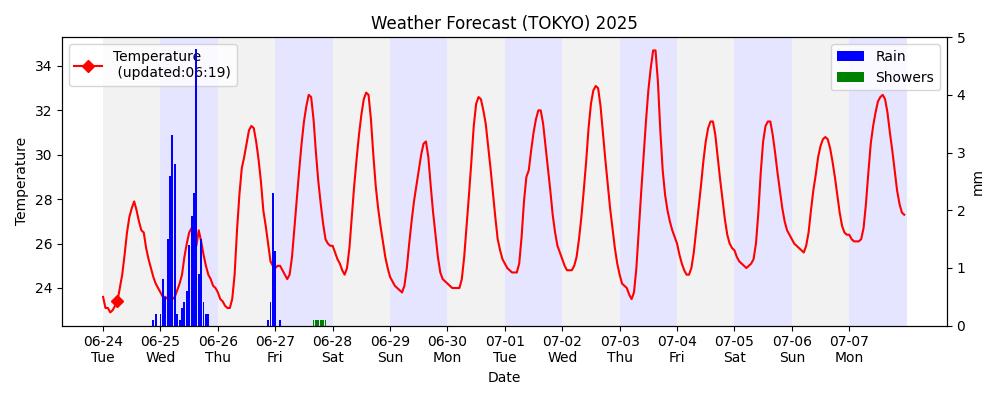 Weather Forecast (TOKYO) 2025
Temperature
(updated:06:19)
Rain
Showers
Temperature
34
32
30
28
26
24
5
4
3
2
1
0
mm
06-24 06-25 06-26 06-27 06-28 06-29 06-30 07-01 07-02 07-03 07-04 07-05 07-06 07-07
Tue Wed Thu Fri Sat Sun Mon Tue Wed Thu Fri Sat Sun Mon
Date